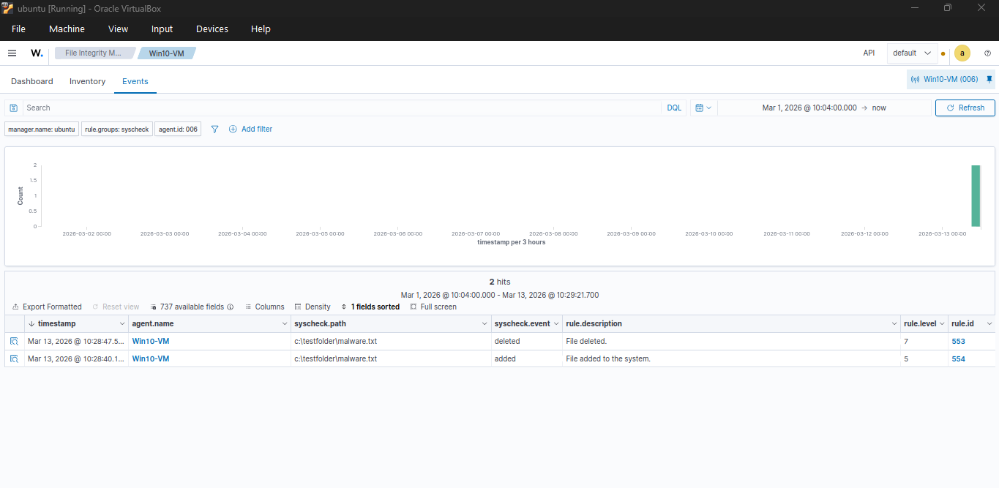 ubuntu [Running] - Oracle VirtualBox
File Machine View Input Devices Help
W. File Integrity M... Win10-VM API default a
Dashboard Inventory Events Win10-VM (006)
Search DQL Mar 1, 2026 @ 10:04:00.000 → now Refresh
manager.name: ubuntu rule.groups: syscheck agent.id: 006 Add filter
2
1.5
1
0.5
0
Count
2026-03-02 00:00 2026-03-03 00:00 2026-03-04 00:00 2026-03-05 00:00 2026-03-06 00:00 2026-03-07 00:00 2026-03-08 00:00 2026-03-09 00:00 2026-03-10 00:00 2026-03-11 00:00 2026-03-12 00:00 2026-03-13 00:00
timestamp per 3 hours
2 hits
Mar 1, 2026 @ 10:04:00.000 - Mar 13, 2026 @ 10:29:21.700
Export Formatted Reset view 737 available fields Columns Density 1 fields sorted Full screen
timestamp agent.name syscheck.path syscheck.event rule.description rule.level rule.id
Mar 13, 2026 @ 10:28:47.5... Win10-VM c:\testfolder\malware.txt deleted File deleted. 7 553
Mar 13, 2026 @ 10:28:40.1... Win10-VM c:\testfolder\malware.txt added File added to the system. 5 554